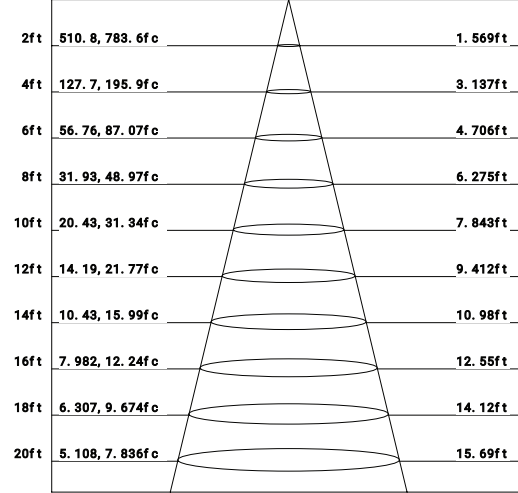 2ft 510.8, 783.6fc 1.569ft
4ft 127.7, 195.9fc 3.137ft
6ft 56.76, 87.07fc 4.706ft
8ft 31.93, 48.97fc 6.275ft
10ft 20.43, 31.34fc 7.843ft
12ft 14.19, 21.77fc 9.412ft
14ft 10.43, 15.99fc 10.98ft
16ft 7.982, 12.24fc 12.55ft
18ft 6.307, 9.674fc 14.12ft
20ft 5.108, 7.836fc 15.69ft